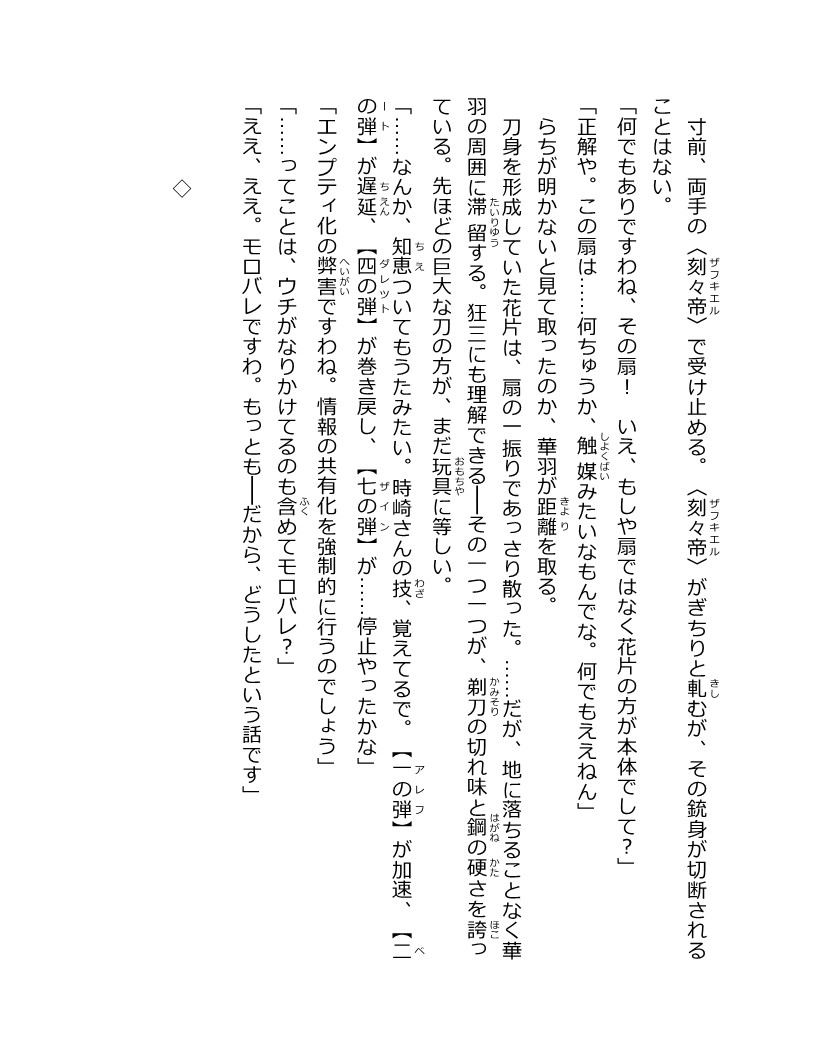 寸前、両手の〈刻々帝〉で受け止める。〈刻々帝〉がぎちりと軋むが、その銃身が切断される
ことはない。
「何でもありですわね、その扇！　いえ、もしや扇ではなく花片の方が本体でして？」
「正解や。この扇は……何ちゅうか、触媒みたいなもんでな。何でもええねん」
らちが明かないと見て取ったのか、華羽が距離を取る。
刀身を形成していた花片は、扇の一振りであっさり散った。……だが、地に落ちることなく華
羽の周囲に滞留する。狂三にも理解できる──その一つ一つが、剃刀の切れ味と鋼の硬さを誇っ
ている。先ほどの巨大な刀の方が、まだ玩具に等しい。
「……なんか、知恵ついてもうたみたい。時崎さんの技、覚えてるで。【一の弾】が加速、【二
の弾】が遅延、【四の弾】が巻き戻し、【七の弾】が……停止やったかな」
「エンプティ化の弊害ですわね。情報の共有化を強制的に行うのでしょう」
「……ってことは、ウチがなりかけてるのも含めてモロバレ？」
「ええ、ええ。モロバレですわ。もっとも──だから、どうしたという話です」
◇